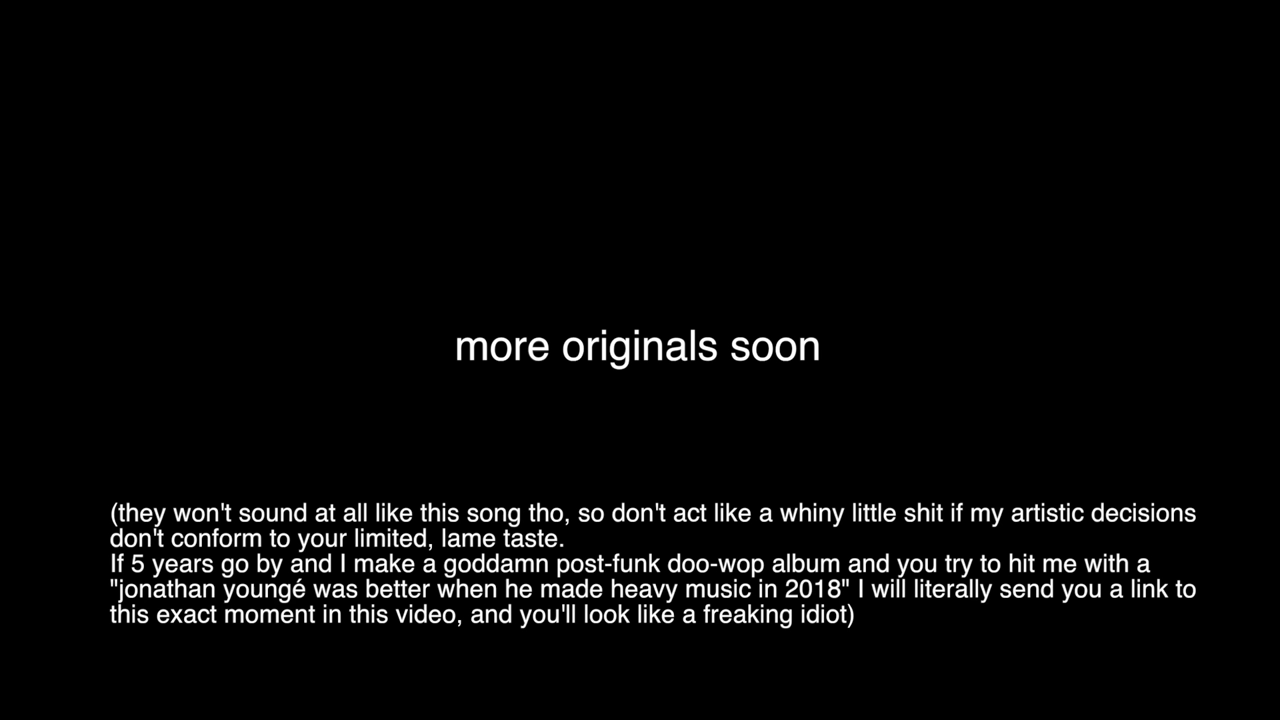 more originals soon
(they won't sound at all like this song tho, so don't act like a whiny little shit if my artistic decisions
don't conform to your limited, lame taste.
If 5 years go by and I make a goddamn post-funk doo-wop album and you try to hit me with a
"jonathan youngé was better when he made heavy music in 2018" I will literally send you a link to
this exact moment in this video, and you'll look like a freaking idiot)